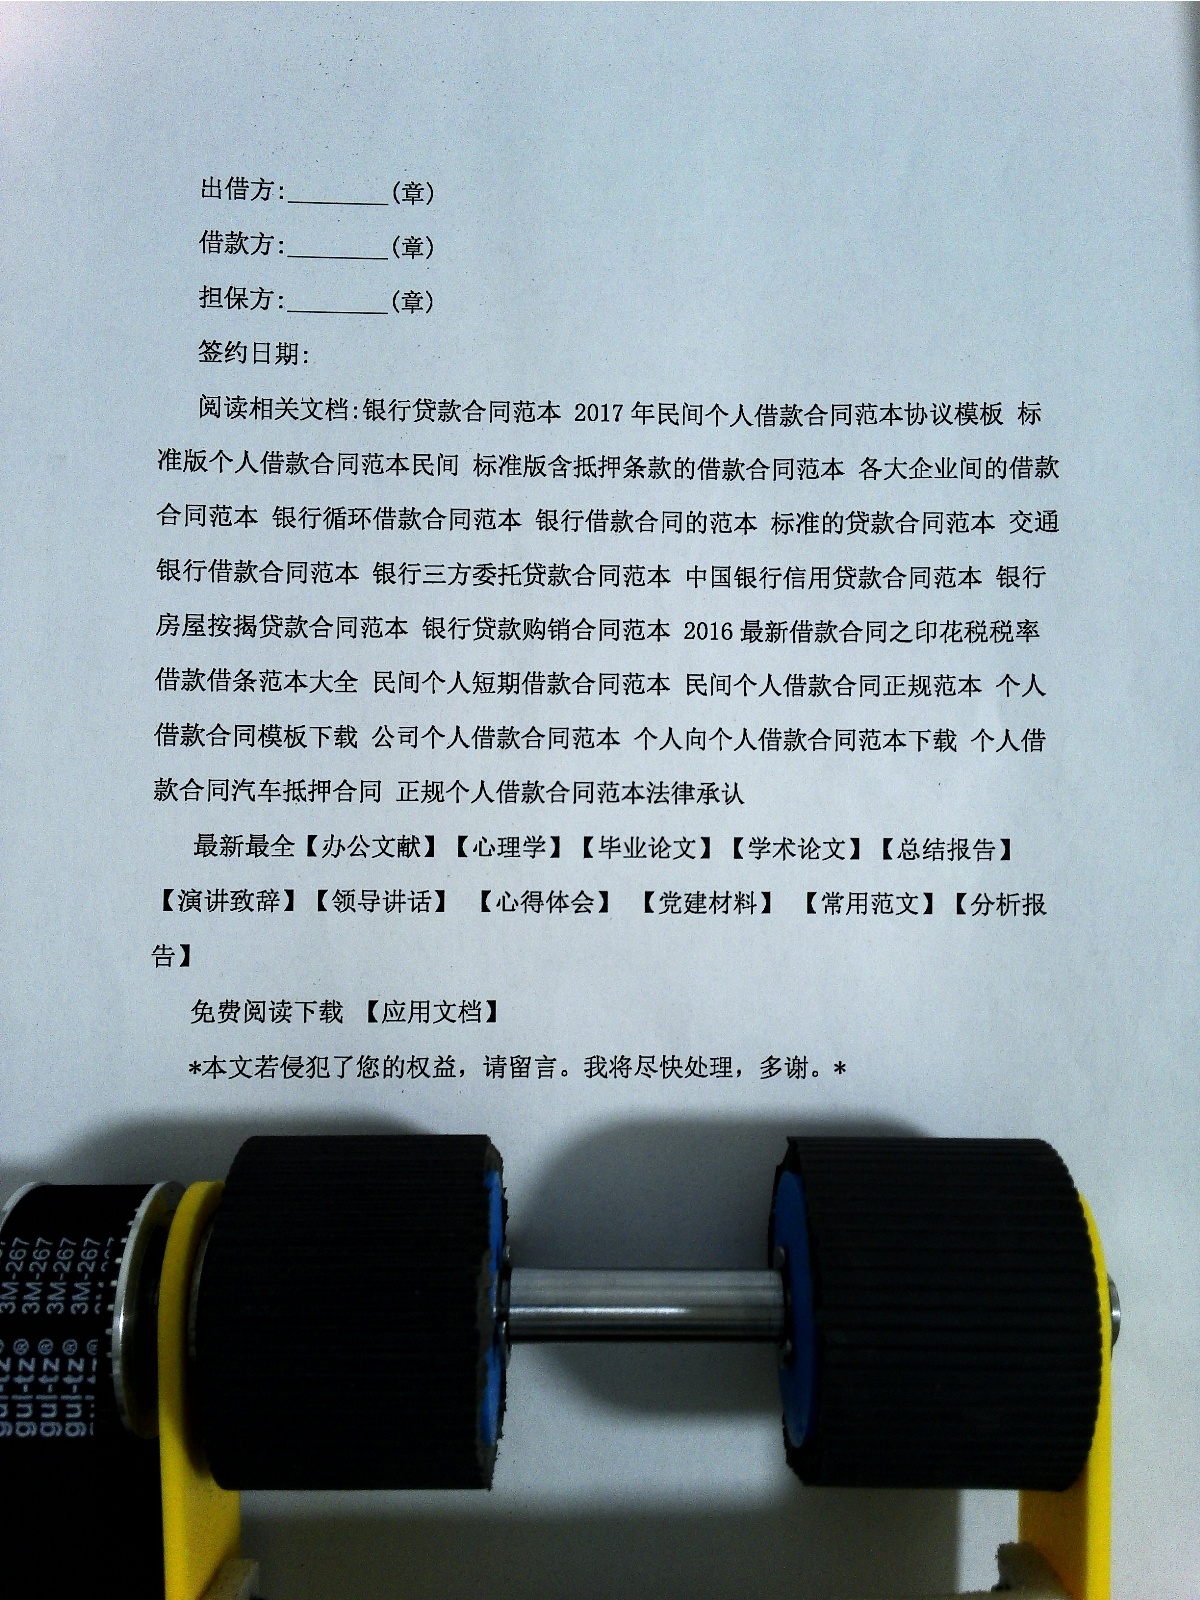 出借方:________(章)
借款方:________(章)
担保方:________(章)
签约日期:
阅读相关文档:银行贷款合同范本 2017 年民间个人借款合同范本协议模板 标
准版个人借款合同范本民间 标准版含抵押条款的借款合同范本 各大企业间的借款
合同范本 银行循环借款合同范本 银行借款合同的范本 标准的贷款合同范本 交通
银行借款合同范本 银行三方委托贷款合同范本 中国银行信用贷款合同范本 银行
房屋按揭贷款合同范本 银行贷款购销合同范本 2016 最新借款合同之印花税税率
借款借条范本大全 民间个人短期借款合同范本 民间个人借款合同正规范本 个人
借款合同模板下载 公司个人借款合同范本 个人向个人借款合同范本下载 个人借
款合同汽车抵押合同 正规个人借款合同范本法律承认
最新最全【办公文献】【心理学】【毕业论文】【学术论文】【总结报告】
【演讲致辞】【领导讲话】 【心得体会】 【党建材料】 【常用范文】【分析报
告】
免费阅读下载 【应用文档】
*本文若侵犯了您的权益，请留言。我将尽快处理，多谢。*
gul-tz® 3M-267
gul-tz® 3M-267
gul-tz® 3M-267
gul-tz® 3M-267